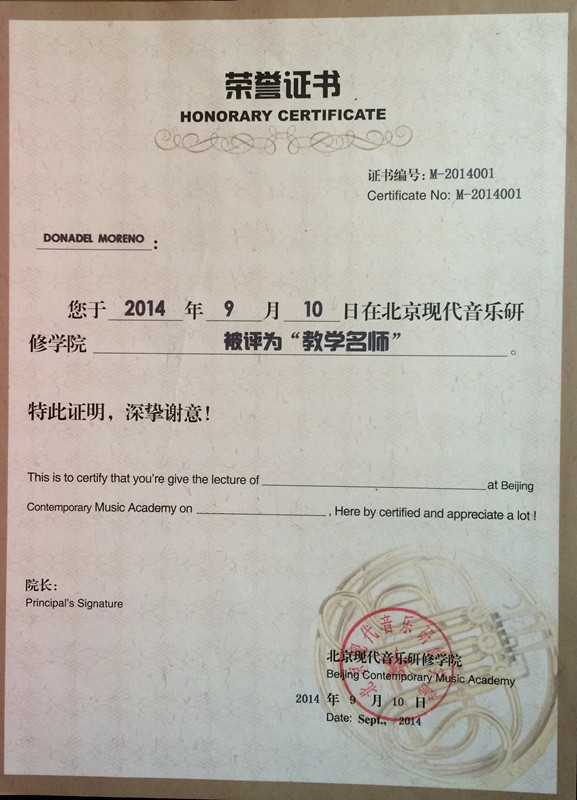 荣誉证书
HONORARY CERTIFICATE
证书编号: M-2014001
Certificate No: M-2014001
DONADEL MORENO :
您于 2014 年 9 月 10 日在北京现代音乐研
修学院 被评为“教学名师” 。
特此证明，深挚谢意!
This is to certify that you're give the lecture of at Beijing
Contemporary Music Academy on , Here by certified and appreciate a lot !
院长:
Principal's Signature
北京现代音乐研修学院
Beijing Contemporary Music Academy
2014 年 9 月 10 日
Date: Sept., 2014